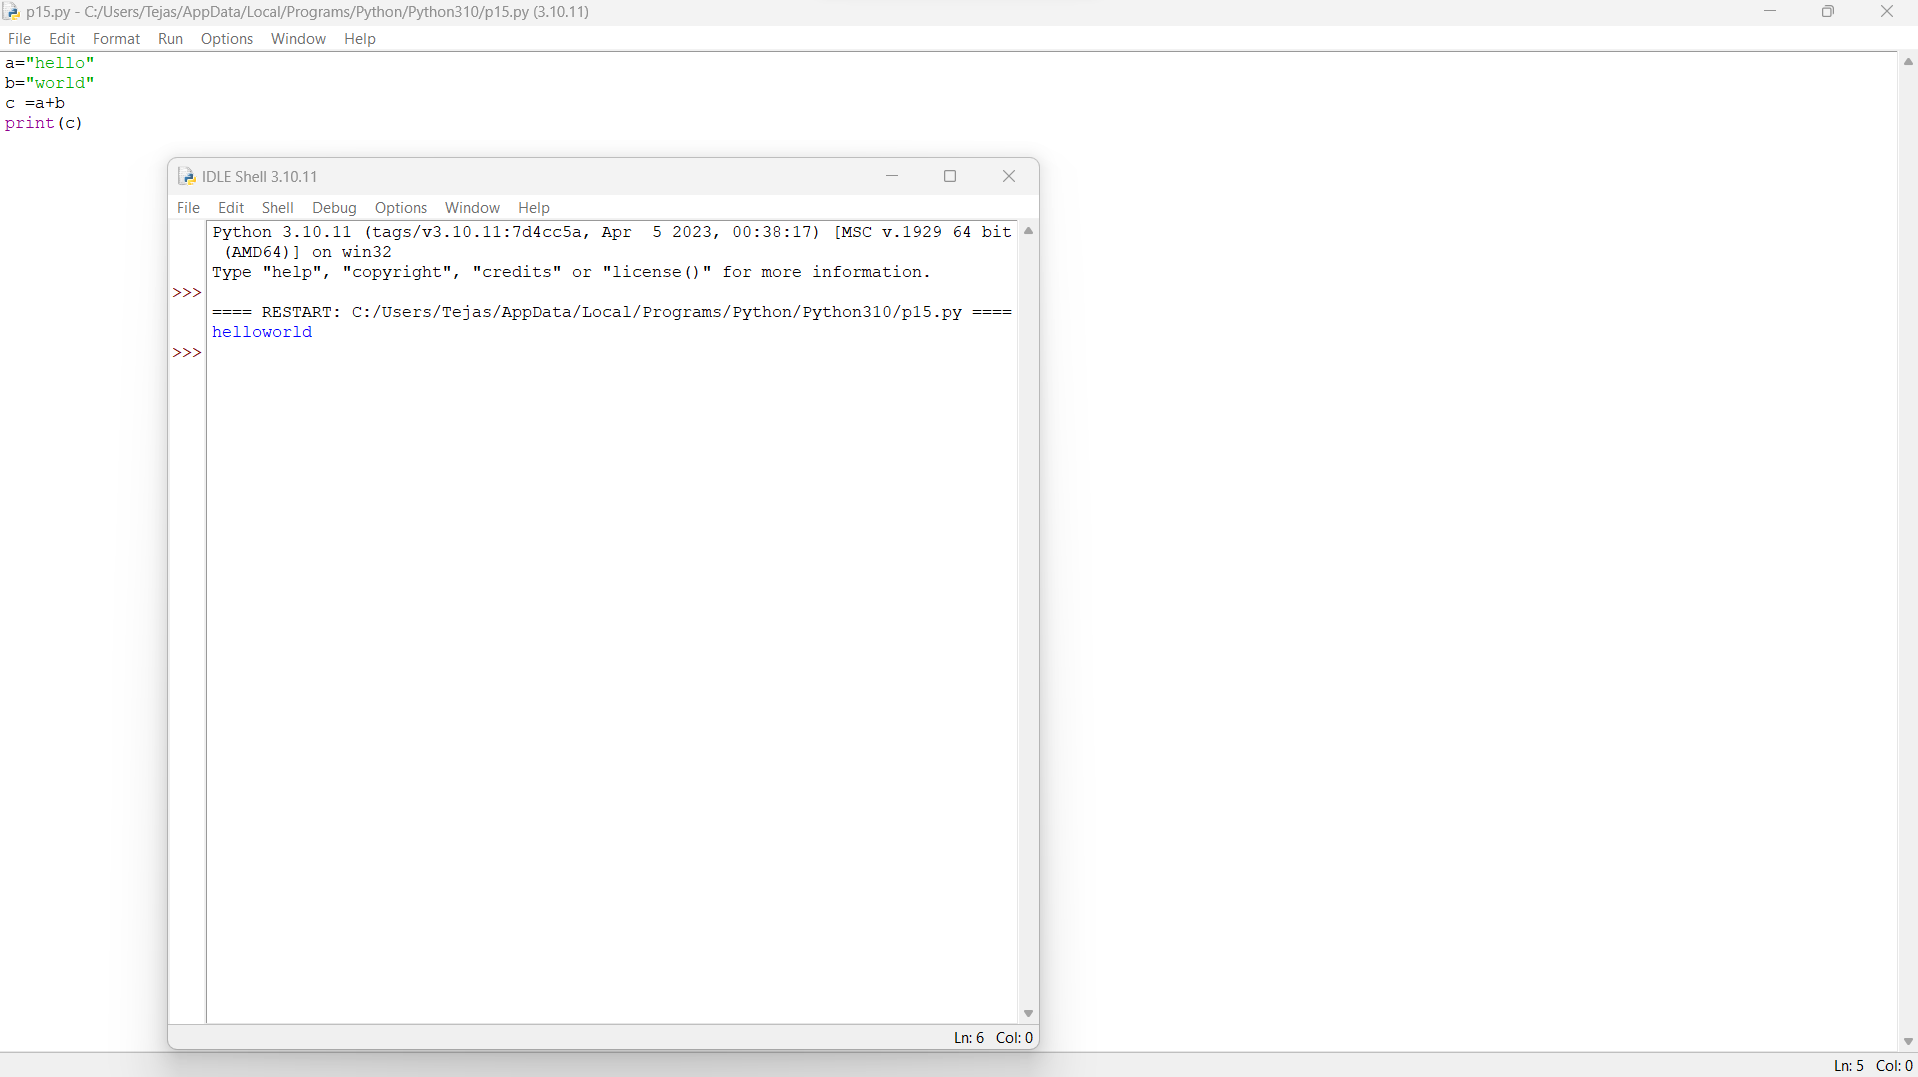 p15.py - C:/Users/Tejas/AppData/Local/Programs/Python/Python310/p15.py (3.10.11)
File Edit Format Run Options Window Help
a="hello"
b="world"
c =a+b
print(c)
IDLE Shell 3.10.11
File Edit Shell Debug Options Window Help
Python 3.10.11 (tags/v3.10.11:7d4cc5a, Apr  5 2023, 00:38:17) [MSC v.1929 64 bit
(AMD64)] on win32
Type "help", "copyright", "credits" or "license()" for more information.
>>>
==== RESTART: C:/Users/Tejas/AppData/Local/Programs/Python/Python310/p15.py ====
helloworld
>>>
Ln: 6 Col: 0
Ln: 5 Col: 0